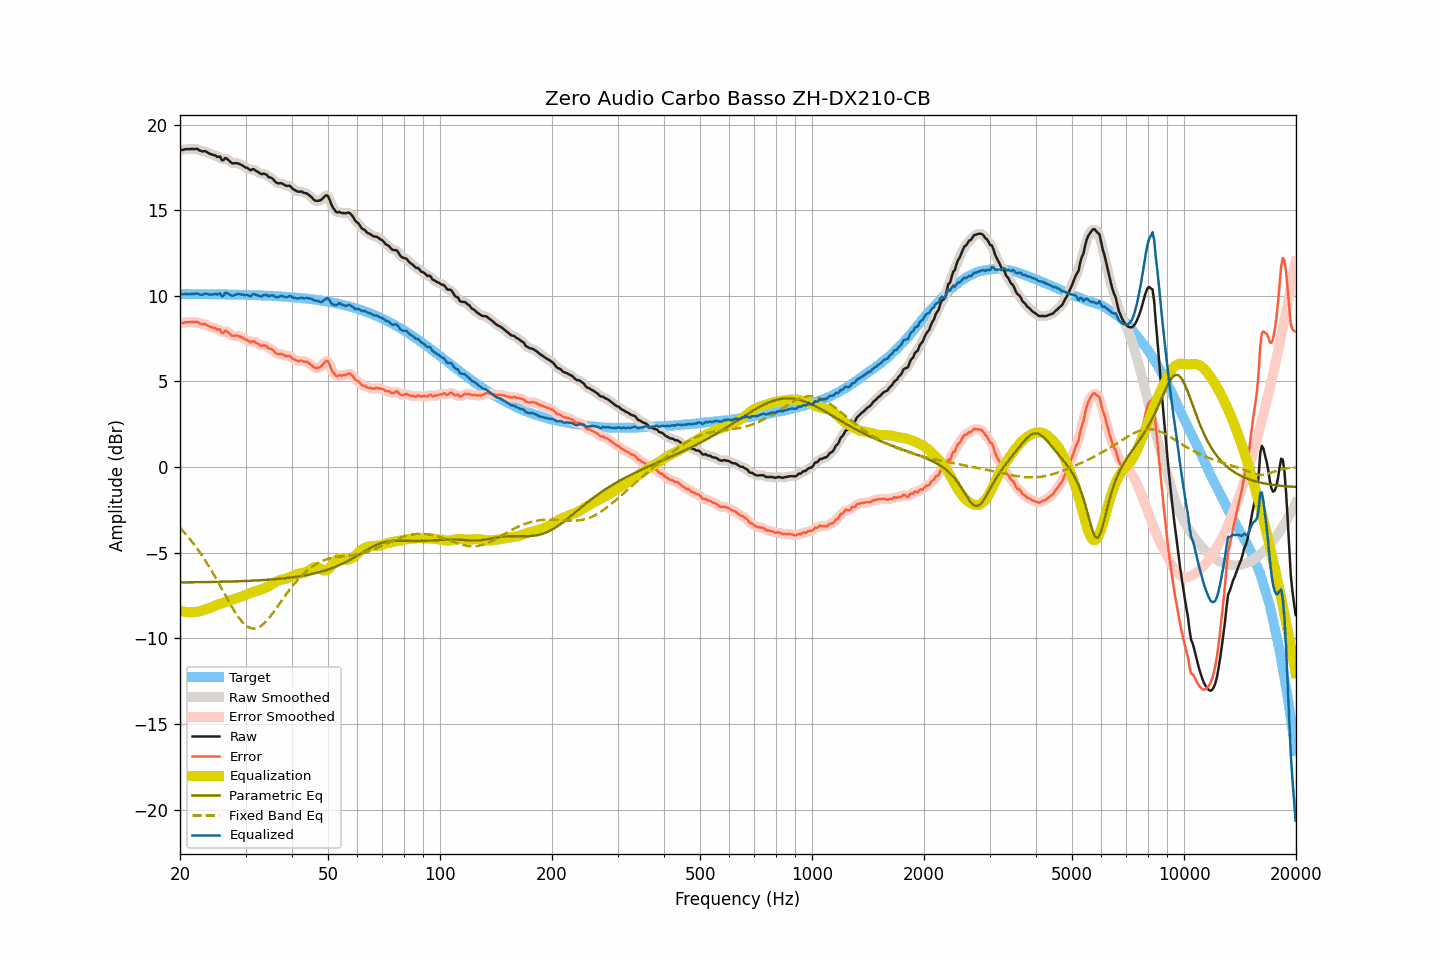 Zero Audio Carbo Basso ZH-DX210-CB
20
15
10
5
0
−5
−10
−15
−20
Amplitude (dBr)
Target
Raw Smoothed
Error Smoothed
Raw
Error
Equalization
Parametric Eq
Fixed Band Eq
Equalized
20 50 100 200 500 1000 2000 5000 10000 20000
Frequency (Hz)